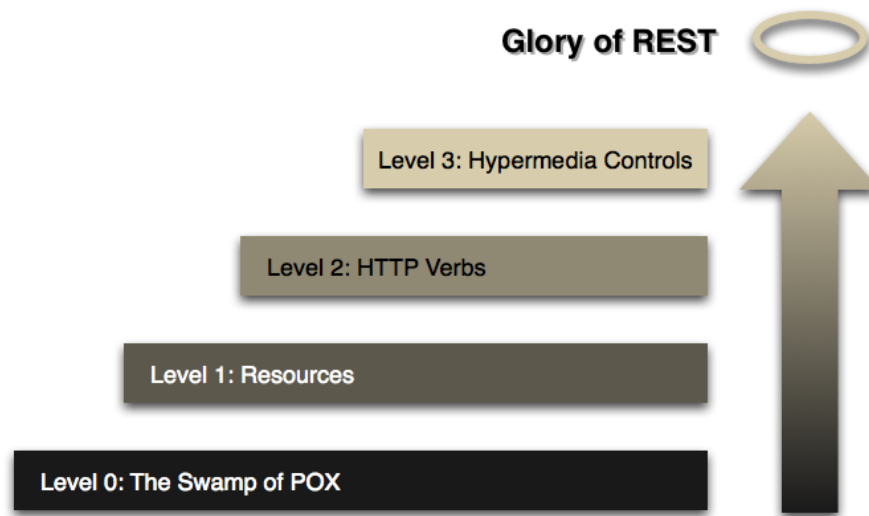 Glory of REST
Level 3: Hypermedia Controls
Level 2: HTTP Verbs
Level 1: Resources
Level 0: The Swamp of POX